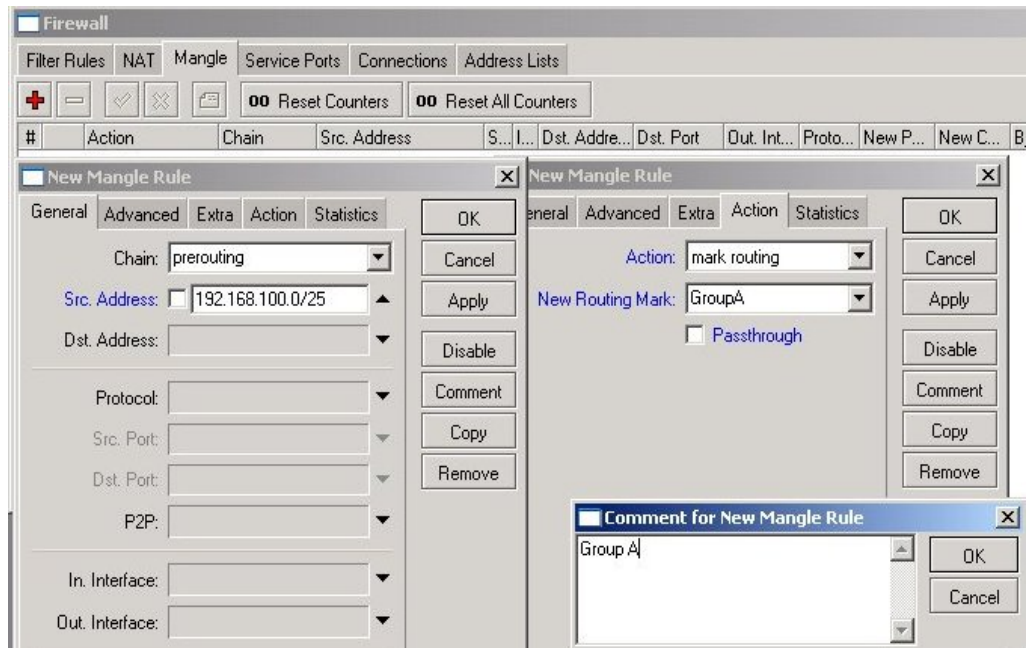 Firewall
Filter Rules NAT Mangle Service Ports Connections Address Lists
00 Reset Counters 00 Reset All Counters
# Action Chain Src. Address S... I... Dst. Addre... Dst. Port Out. Int... Proto... New P... New C... B
New Mangle Rule
General Advanced Extra Action Statistics
Chain: prerouting
Src. Address: 192.168.100.0/25
Dst. Address:
Protocol:
Src. Port:
Dst. Port:
P2P:
In. Interface:
Out. Interface:
OK
Cancel
Apply
Disable
Comment
Copy
Remove
New Mangle Rule
eneral Advanced Extra Action Statistics
Action: mark routing
New Routing Mark: GroupA
Passthrough
OK
Cancel
Apply
Disable
Comment
Copy
Remove
Comment for New Mangle Rule
Group A
OK
Cancel